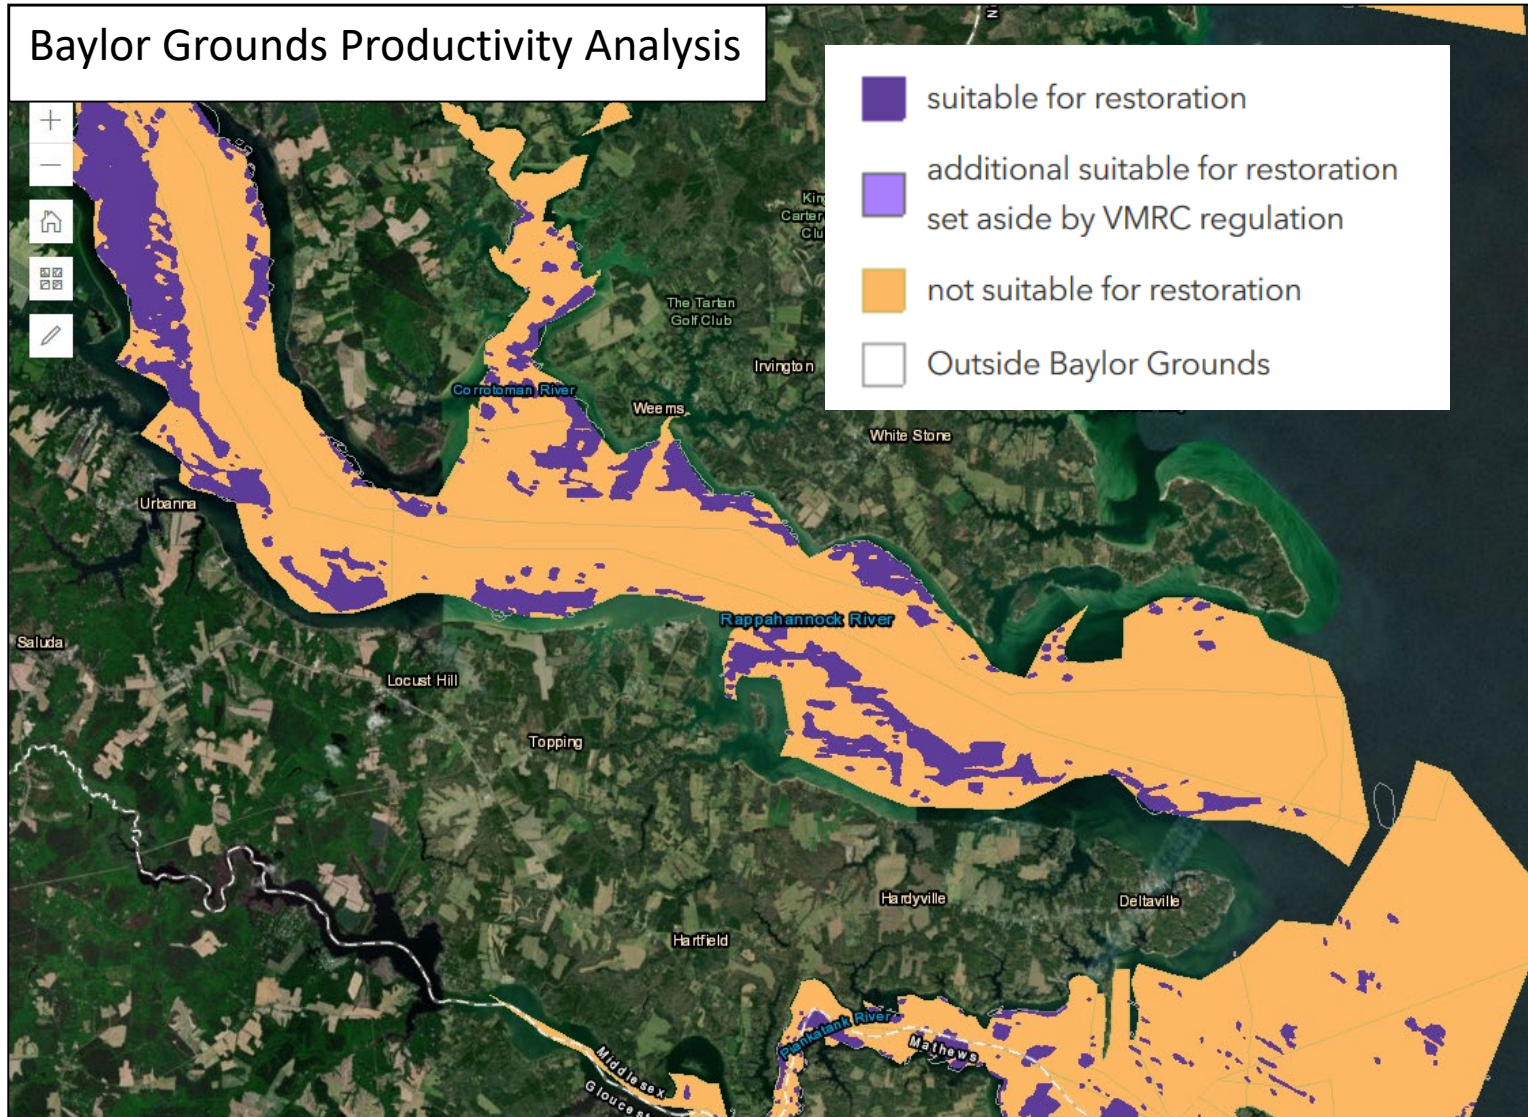 Baylor Grounds Productivity Analysis
N
suitable for restoration
additional suitable for restoration
set aside by VMRC regulation
not suitable for restoration
Outside Baylor Grounds
The Tartan
Golf Club
Corrotoman River
Irvington
Weems
White Stone
Urbanna
Rappahannock River
Saluda
Locust Hill
Topping
Hardyville
Deltaville
Hartfield
Piankatank River
Mathews
Middlesex